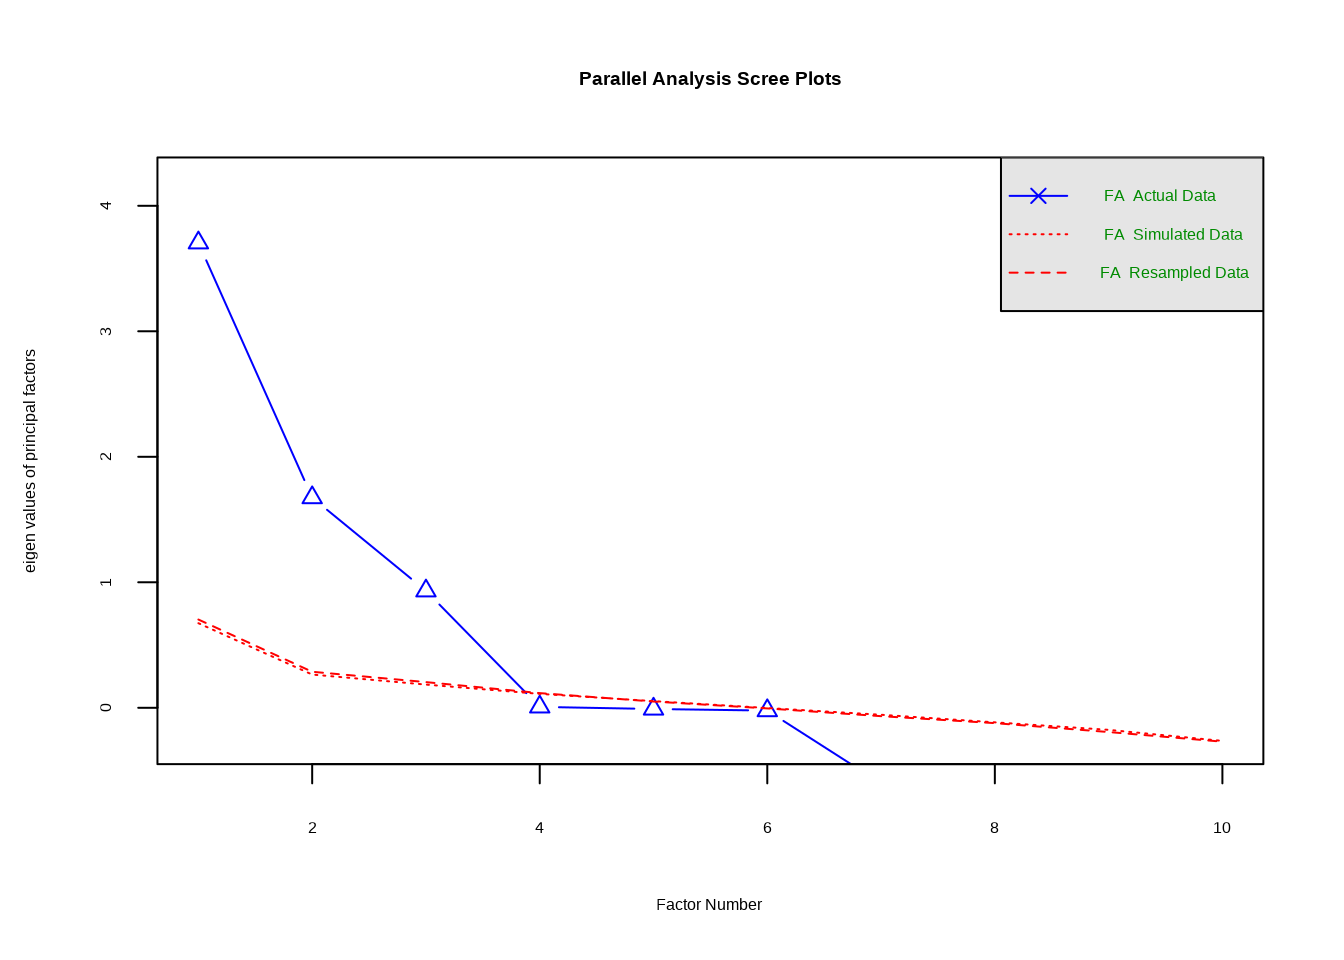 Parallel Analysis Scree Plots
FA Actual Data
FA Simulated Data
FA Resampled Data
eigen values of principal factors
4
3
2
1
0
2 4 6 8 10
Factor Number